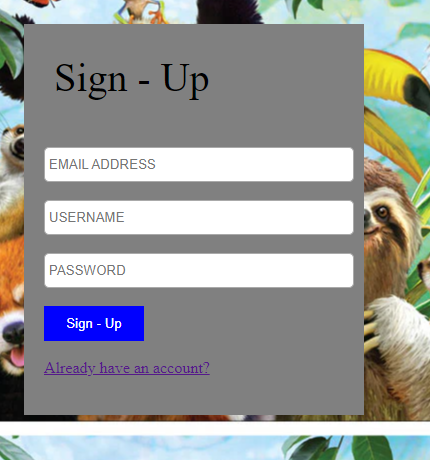 Sign - Up
EMAIL ADDRESS
USERNAME
PASSWORD
Sign - Up
Already have an account?